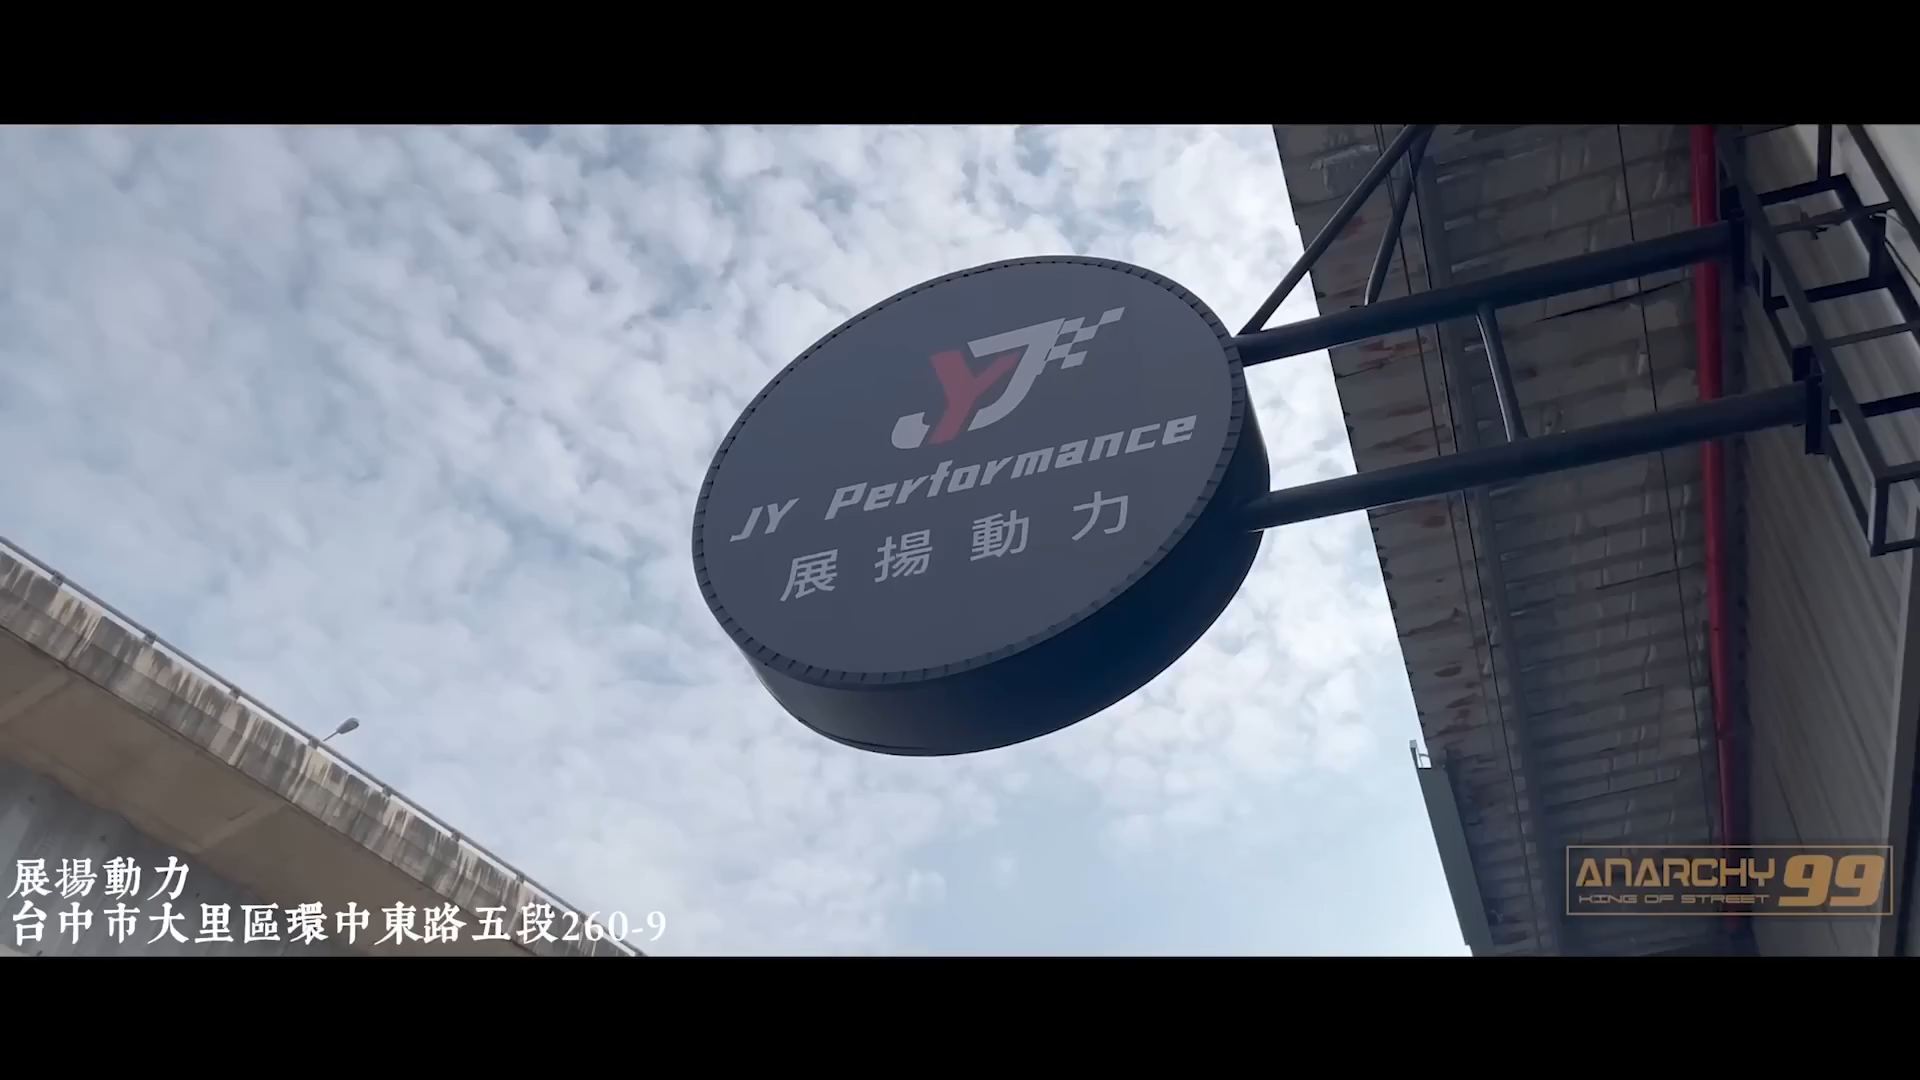 JY
JY Performance
展揚動力
展揚動力
台中市大里區環中東路五段260-9
ANARCHY 99
KING OF STREET